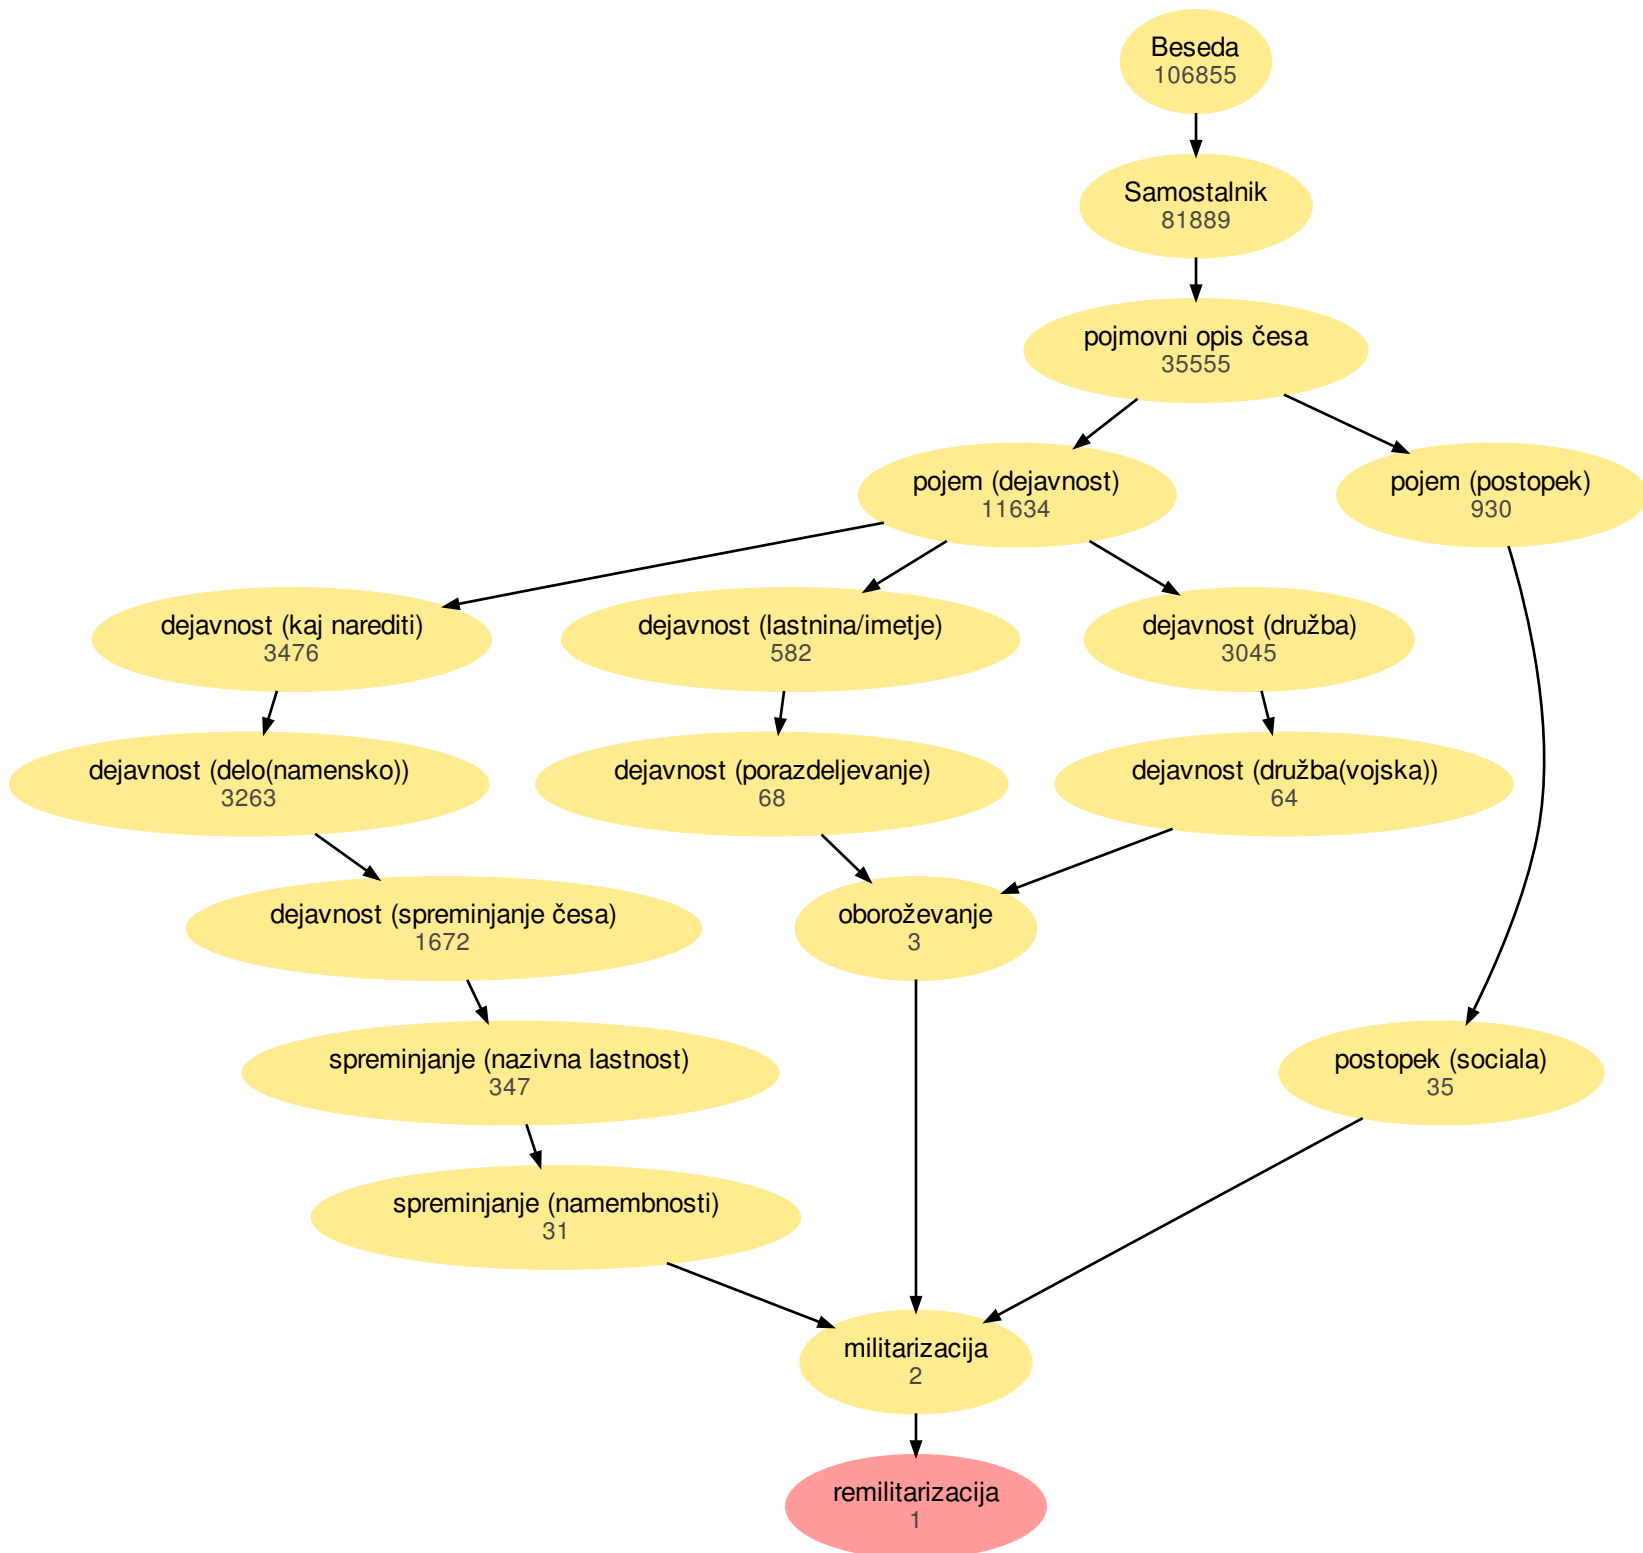 Beseda
106855
Samostalnik
81889
pojmovni opis česa
35555
pojem (dejavnost)
11634
pojem (postopek)
930
dejavnost (kaj narediti)
3476
dejavnost (lastnina/imetje)
582
dejavnost (družba)
3045
dejavnost (delo(namensko))
3263
dejavnost (porazdeljevanje)
68
dejavnost (družba(vojska))
64
dejavnost (spreminjanje česa)
1672
oboroževanje
3
spreminjanje (nazivna lastnost)
347
postopek (sociala)
35
spreminjanje (namembnosti)
31
militarizacija
2
remilitarizacija
1